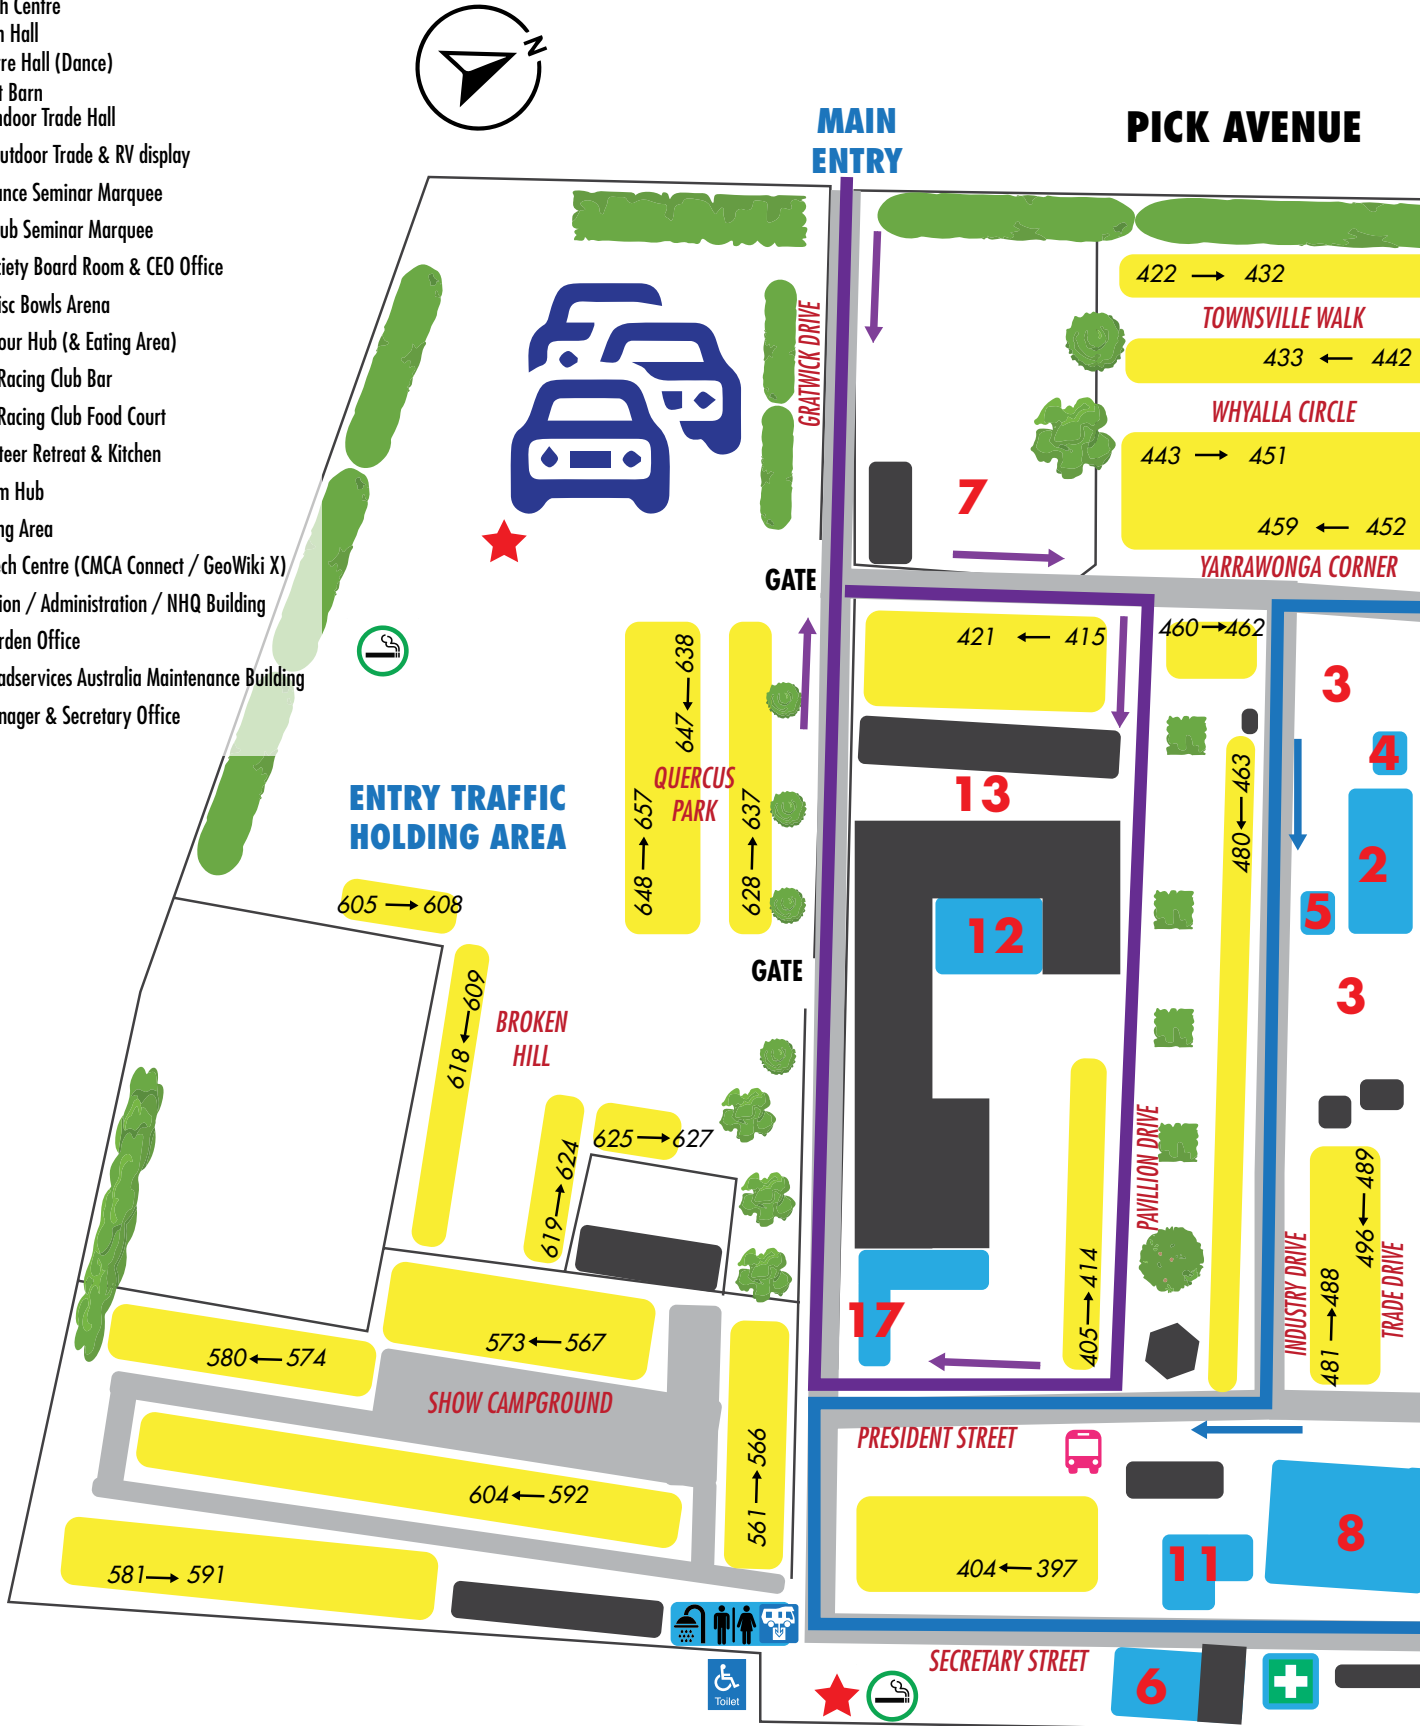 h Centre
n Hall
re Hall (Dance)
t Barn
ndoor Trade Hall
utdoor Trade & RV display
ance Seminar Marquee
ub Seminar Marquee
iety Board Room & CEO Office
isc Bowls Arena
our Hub (& Eating Area)
Racing Club Bar
Racing Club Food Court
teer Retreat & Kitchen
m Hub
ng Area
ch Centre (CMCA Connect / GeoWiki X)
ion / Administration / NHQ Building
rden Office
adservices Australia Maintenance Building
nager & Secretary Office
N
MAIN
ENTRY
PICK AVENUE
422 → 432
TOWNSVILLE WALK
433 ← 442
WHYALLA CIRCLE
443 → 451
459 ← 452
YARRAWONGA CORNER
GRATWICK DRIVE
7
GATE
421 ← 415
460→462
638
647
648 → 657
QUERCUS
PARK
628 → 637
13
12
480 ← 463
3
4
2
5
3
ENTRY TRAFFIC
HOLDING AREA
605 → 608
GATE
618 ← 609
BROKEN
HILL
619 → 624
625 → 627
PAVILLION DRIVE
405 → 414
17
INDUSTRY DRIVE
481 → 488
496 ← 489
TRADE DRIVE
580 ← 574
573 ← 567
SHOW CAMPGROUND
604 ← 592
561 → 566
581 → 591
PRESIDENT STREET
404 ← 397
11
8
SECRETARY STREET
6
Toilet